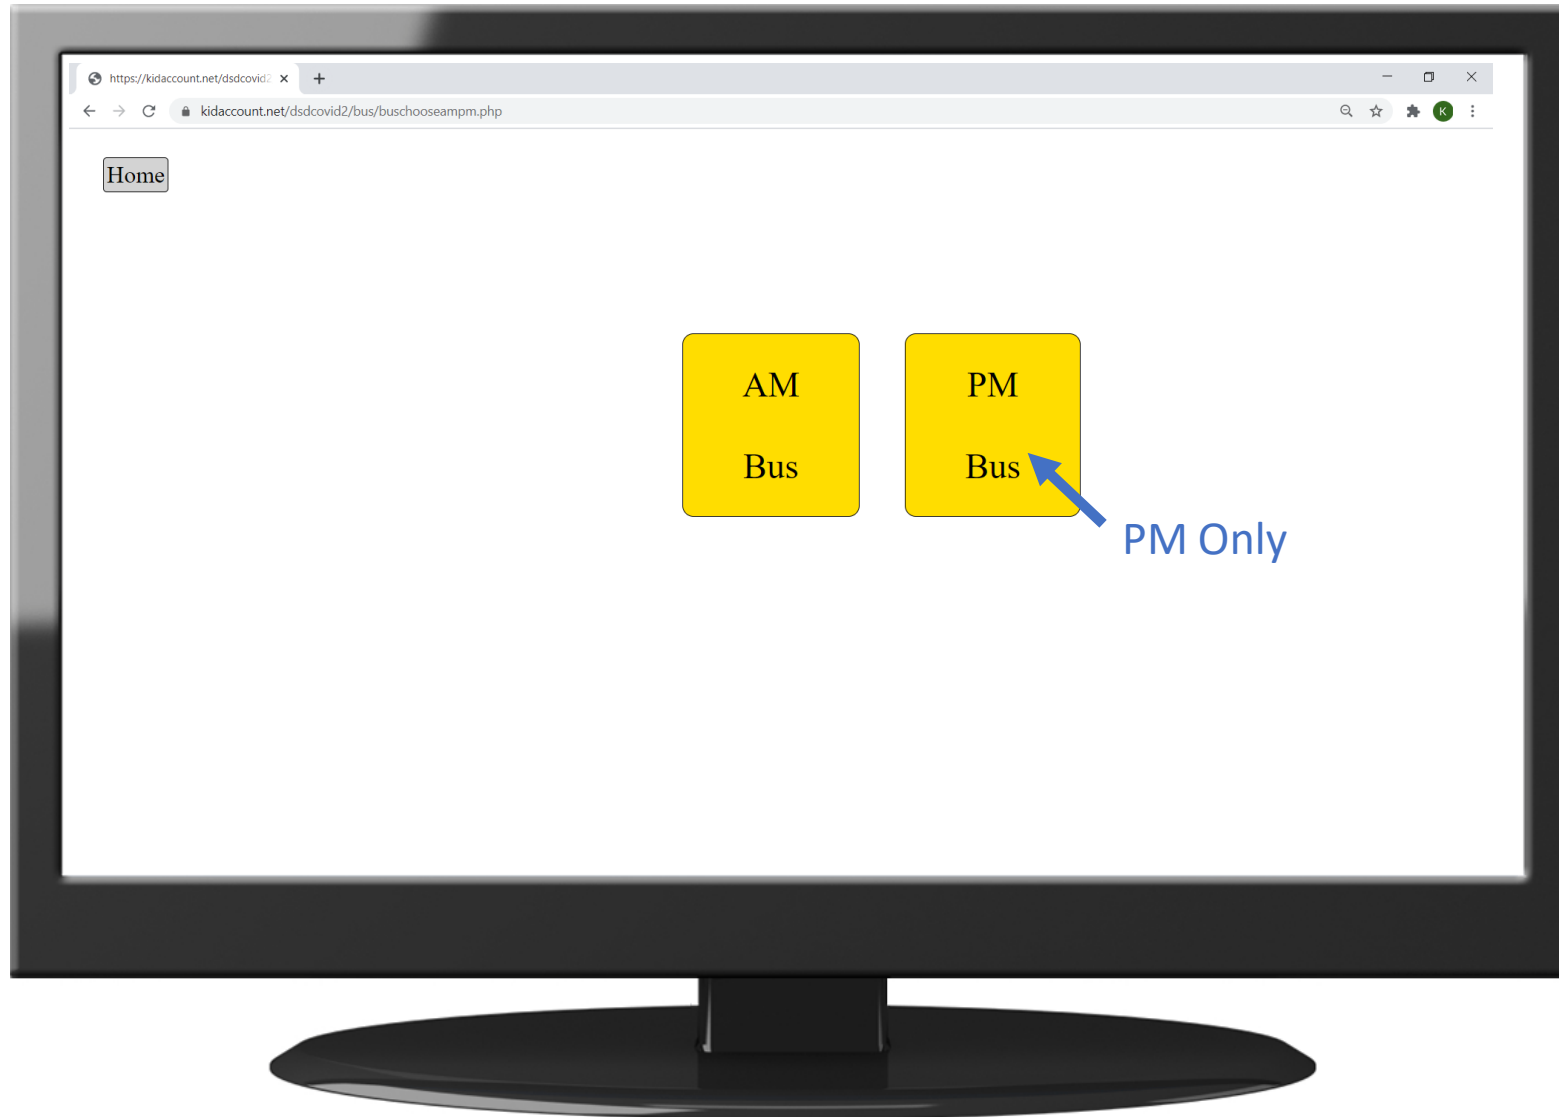 https://kidaccount.net/dsdcovid2
kidaccount.net/dsdcovid2/bus/buschooseampm.php
K
Home
AM
Bus
PM
Bus
PM Only